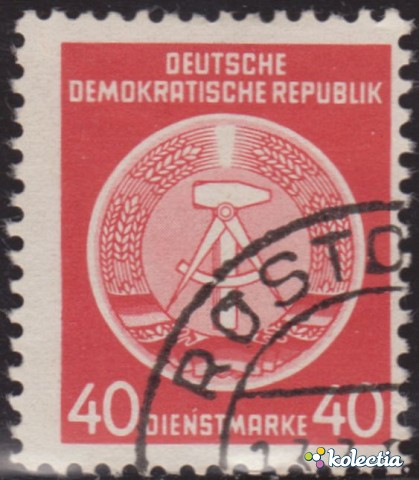 DEUTSCHE
DEMOKRATISCHE REPUBLIK
40 DIENSTMARKE 40
ROSTO
kolectia